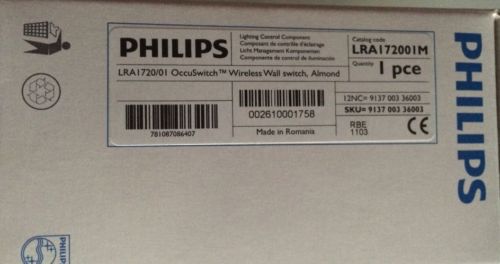 PHILIPS
Lighting Control Component
Composant de contrôle d'éclairage
Licht Management Komponenten
Componente de control de iluminación
Catalog code
LRA172001M
Quantity
1 pce
LRA1720/01 OccuSwitch™ Wireless Wall switch, Almond
781087086407
002610001758
Made in Romania
12NC= 9137 003 36003
SKU= 9137 003 36003
RBE
1103
CE
PHILIPS
PHILIPS